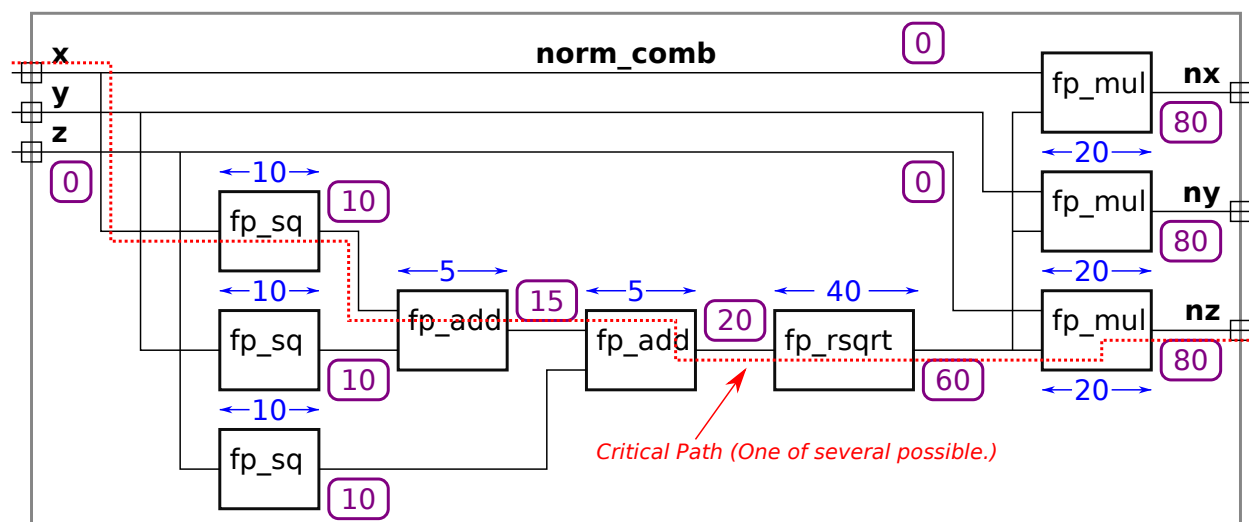 x
norm_comb
0
fp_mul
nx
80
y
z
0
10
20
0
fp_sq
10
fp_mul
ny
80
10
5
15
5
20
40
20
fp_sq
10
fp_add
fp_add
fp_rsqrt
60
fp_mul
nz
80
10
20
fp_sq
10
Critical Path (One of several possible.)